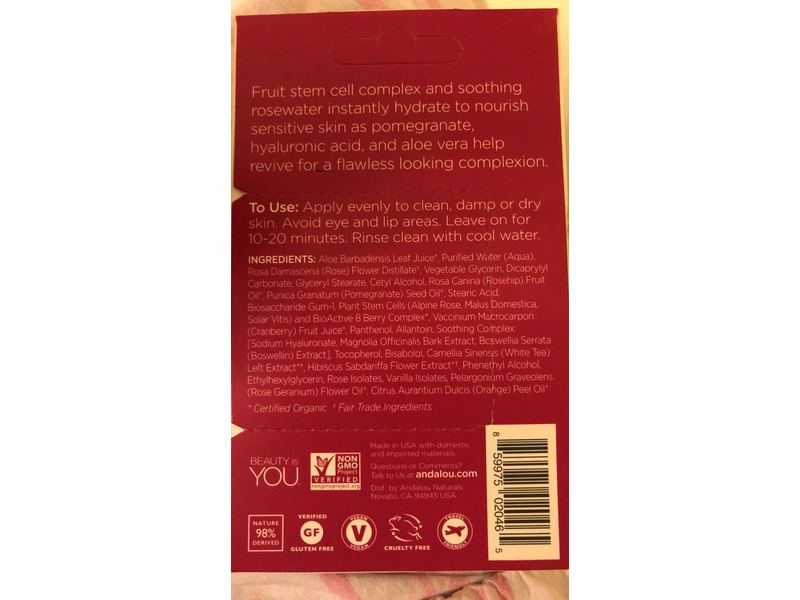 Fruit stem cell complex and soothing
rosewater instantly hydrate to nourish
sensitive skin as pomegranate,
hyaluronic acid, and aloe vera help
revive for a flawless looking complexion.
To Use: Apply evenly to clean, damp or dry
skin. Avoid eye and lip areas. Leave on for
10-20 minutes. Rinse clean with cool water.
INGREDIENTS: Aloe Barbadensis Leaf Juice*, Purified Water (Aqua),
Rosa Damascena (Rose) Flower Distillate*, Vegetable Glycerin, Dicaprylyl
Carbonate, Glyceryl Stearate, Cetyl Alcohol, Rosa Canina (Rosehip) Fruit
Oil*, Punica Granatum (Pomegranate) Seed Oil*, Stearic Acid,
Biosaccharide Gum-1, Plant Stem Cells (Alpine Rose, Malus Domestica,
Solar Vitis) and BioActive 8 Berry Complex*, Vaccinium Macrocarpon
(Cranberry) Fruit Juice*, Panthenol, Allantoin, Soothing Complex:
[Sodium Hyaluronate, Magnolia Officinalis Bark Extract, Boswellia Serrata
(Boswellin) Extract], Tocopherol, Bisabolol, Camellia Sinensis (White Tea)
Left Extract*†, Hibiscus Sabdariffa Flower Extract*†, Phenethyl Alcohol,
Ethylhexylglycerin, Rose Isolates, Vanilla Isolates, Pelargonium Graveolens
(Rose Geranium) Flower Oil*, Citrus Aurantium Dulcis (Orange) Peel Oil*
* Certified Organic † Fair Trade Ingredients
BEAUTY IS
YOU
NON
GMO
Project
VERIFIED
nongmoproject.org
Made in USA with domestic
and imported materials.
Questions or Comments?
Talk to Us at andalou.com
Dist. by Andalou Naturals
Novato, CA 94945 USA
NATURE
98%
DERIVED
VERIFIED
GF
GLUTEN FREE
VEGAN
V
VEGAN
CRUELTY FREE
TRAVEL
FRIENDLY
8 59975 02046 5